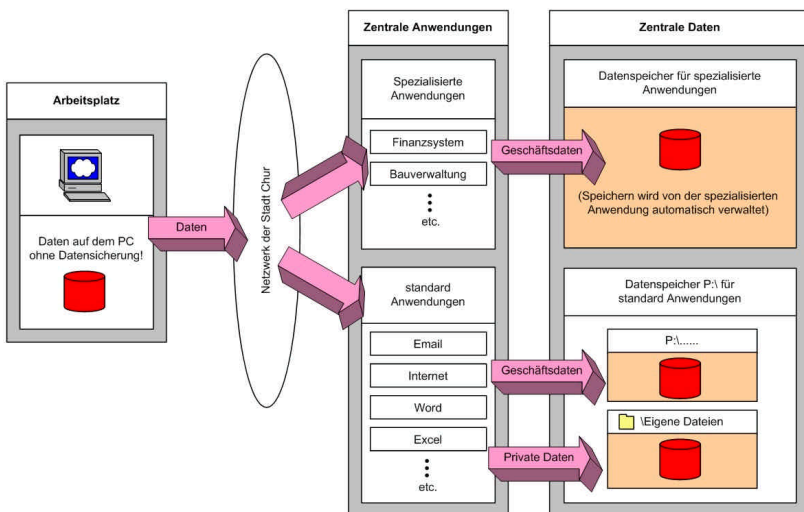 Arbeitsplatz
Daten auf dem PC
ohne Datensicherung!
Daten
Netzwerk der Stadt Chur
Zentrale Anwendungen
Spezialisierte
Anwendungen
Finanzsystem
Bauverwaltung
etc.
standard
Anwendungen
Email
Internet
Word
Excel
etc.
Geschäftsdaten
Geschäftsdaten
Private Daten
Zentrale Daten
Datenspeicher für spezialisierte
Anwendungen
(Speichern wird von der spezialisierten
Anwendung automatisch verwaltet)
Datenspeicher P:\ für
standard Anwendungen
P:\......
\Eigene Dateien